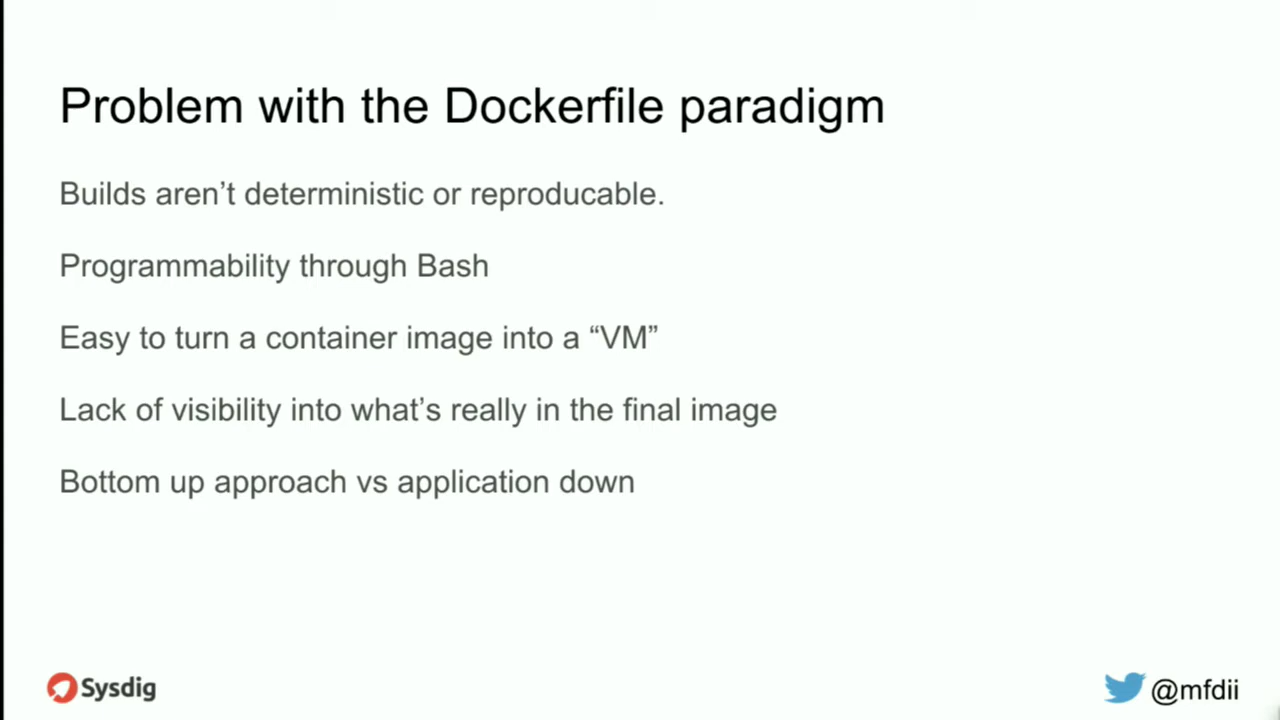 Problem with the Dockerfile paradigm
Builds aren’t deterministic or reproducable.
Programmability through Bash
Easy to turn a container image into a “VM”
Lack of visibility into what’s really in the final image
Bottom up approach vs application down
Sysdig
@mfdii